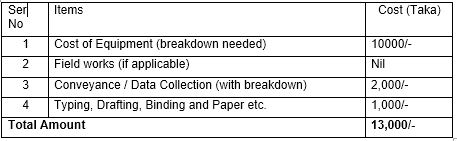 Ser Items Cost (Taka)
No
1 Cost of Equipment (breakdown needed) 10000/-
2 Field works (if applicable) Nil
3 Conveyance / Data Collection (with breakdown) 2,000/-
4 Typing, Drafting, Binding and Paper etc. 1,000/-
Total Amount 13,000/-